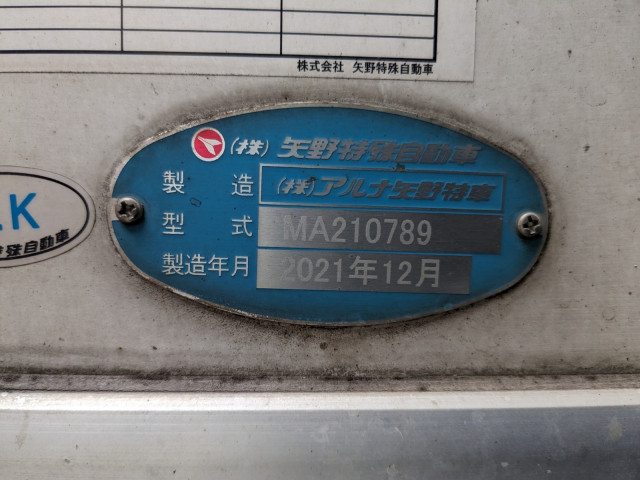 株式会社 矢野特殊自動車
(株) 矢野特殊自動車
製造 (株)アルナ矢野特車
型式 MA210789
製造年月 2021年12月
K
殊自動車